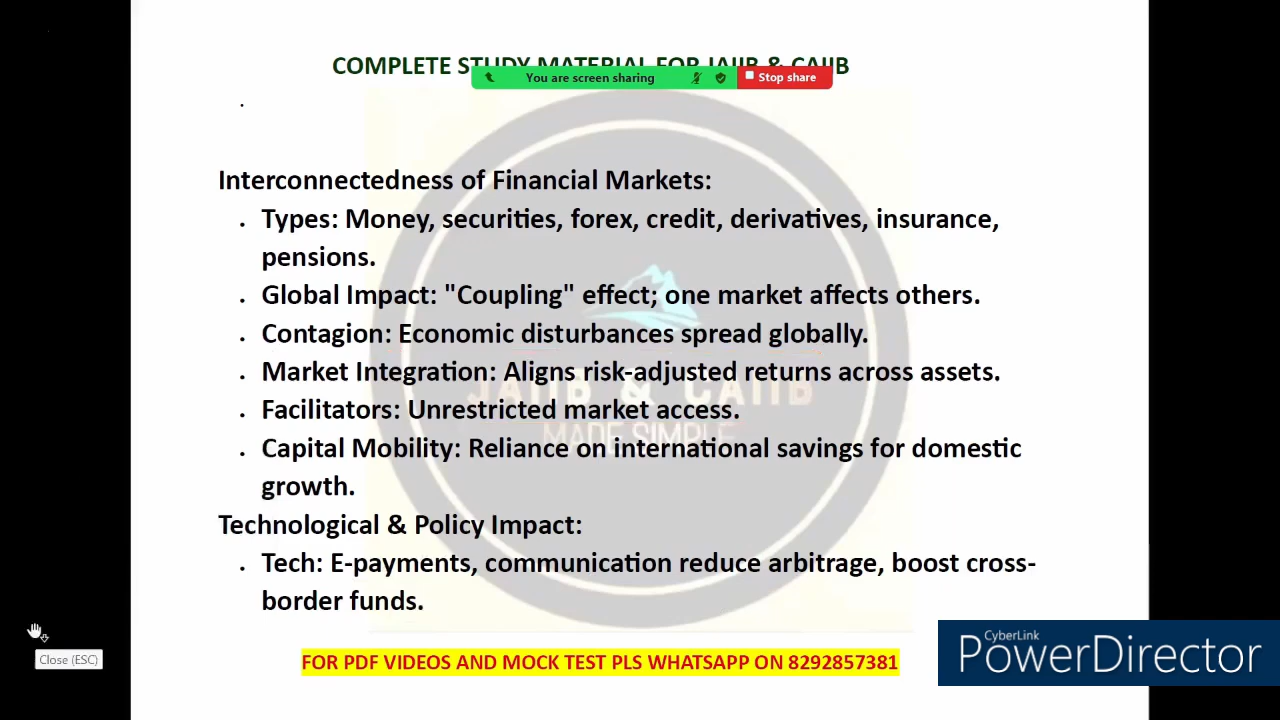 COMPLETE STUDY MATERIAL FOR JAIIB & CAIIB
You are screen sharing
Stop share
Interconnectedness of Financial Markets:
• Types: Money, securities, forex, credit, derivatives, insurance,
pensions.
• Global Impact: "Coupling" effect; one market affects others.
• Contagion: Economic disturbances spread globally.
• Market Integration: Aligns risk-adjusted returns across assets.
JAIIB & CAIIB
• Facilitators: Unrestricted market access.
MADE SIMPLE
• Capital Mobility: Reliance on international savings for domestic
growth.
Technological & Policy Impact:
• Tech: E-payments, communication reduce arbitrage, boost cross-
border funds.
Close (ESC)
FOR PDF VIDEOS AND MOCK TEST PLS WHATSAPP ON 8292857381
CyberLink
PowerDirector